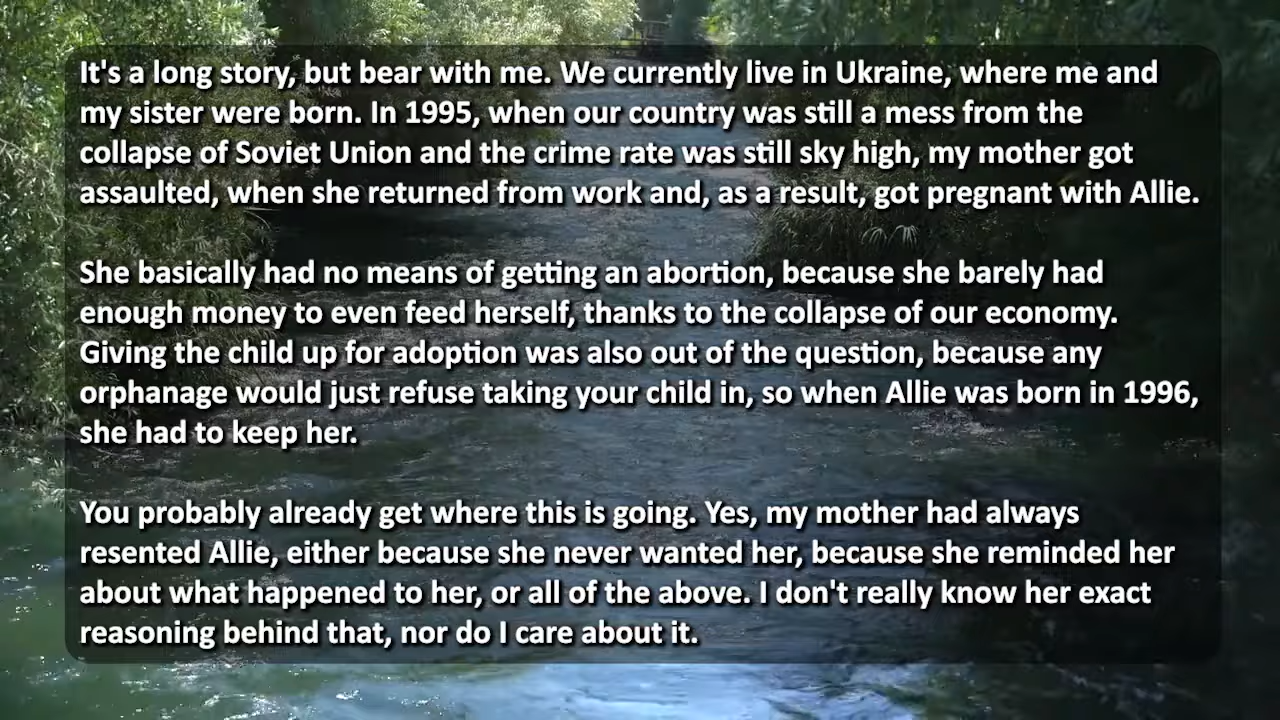 It's a long story, but bear with me. We currently live in Ukraine, where me and
my sister were born. In 1995, when our country was still a mess from the
collapse of Soviet Union and the crime rate was still sky high, my mother got
assaulted, when she returned from work and, as a result, got pregnant with Allie.
She basically had no means of getting an abortion, because she barely had
enough money to even feed herself, thanks to the collapse of our economy.
Giving the child up for adoption was also out of the question, because any
orphanage would just refuse taking your child in, so when Allie was born in 1996,
she had to keep her.
You probably already get where this is going. Yes, my mother had always
resented Allie, either because she never wanted her, because she reminded her
about what happened to her, or all of the above. I don't really know her exact
reasoning behind that, nor do I care about it.